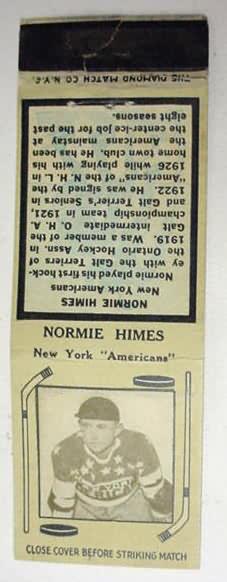 THE DIAMOND MATCH CO. N.Y.C.
NORMIE HIMES
New York Americans
Normie played his first hock-
ey with the Galt Terriers of
the Ontario Hockey Assn. in
1919. Was a member of the
Galt intermediate O. H. A.
championship team in 1921,
and Galt Terrier's Seniors in
1922. He was signed by the
"Americans" of the N. H. L. in
1926 while playing with his
home town club. Has been
the Americans mainstay at
the center-ice job for the past
eight seasons.
NORMIE HIMES
New York "Americans"
CLOSE COVER BEFORE STRIKING MATCH